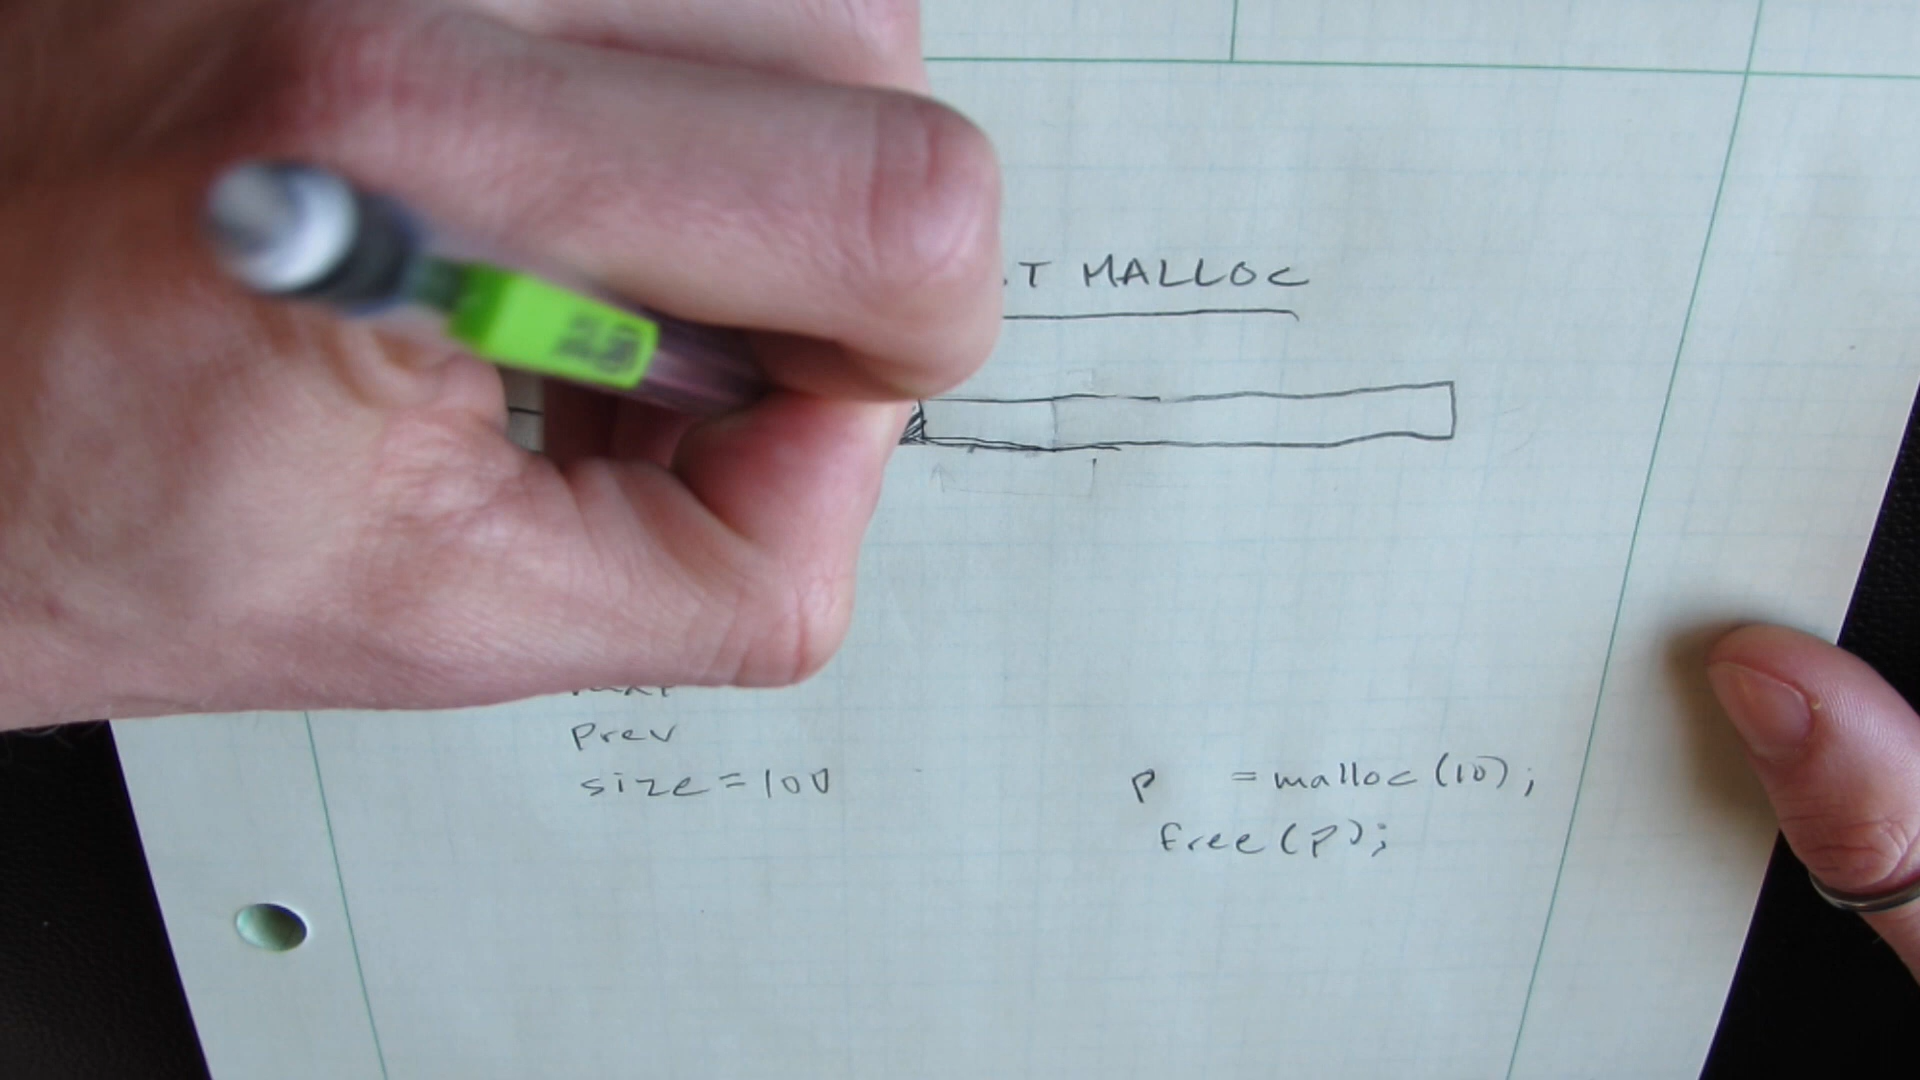 T MALLOC
prev
size=100
p = malloc(10);
free(p);